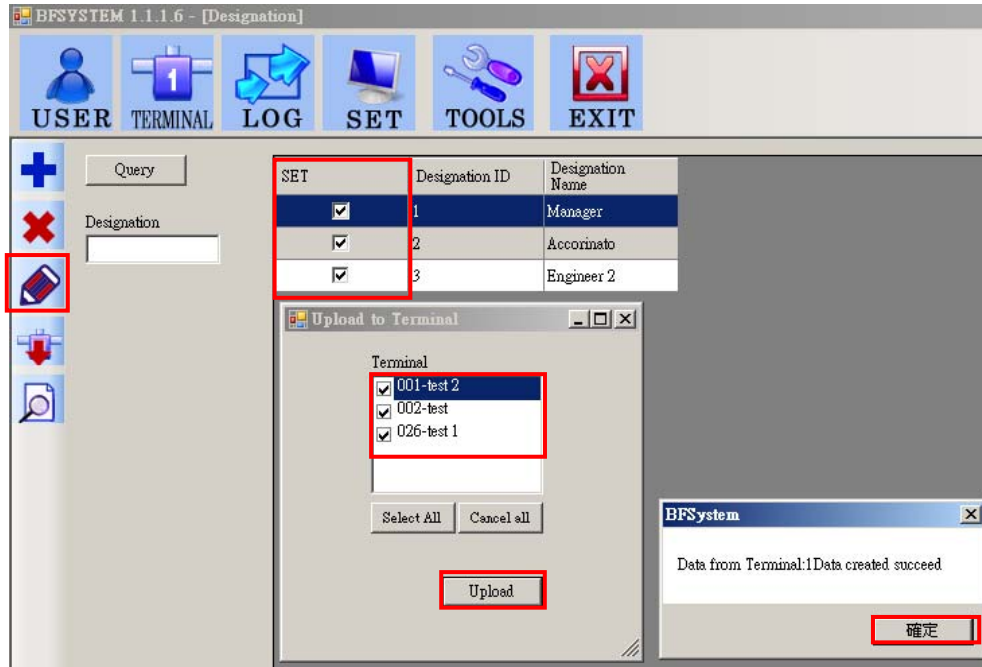 BFSYSTEM 1.1.1.6 - [Designation]
USER
1
TERMINAL
LOG
SET
TOOLS
EXIT
Query
Designation
SET
Designation ID
Designation
Name
1
Manager
2
Accorinato
3
Engineer 2
Upload to Terminal
Terminal
001-test 2
002-test
026-test 1
Select All
Cancel all
Upload
BFSystem
Data from Terminal:1Data created succeed
確定